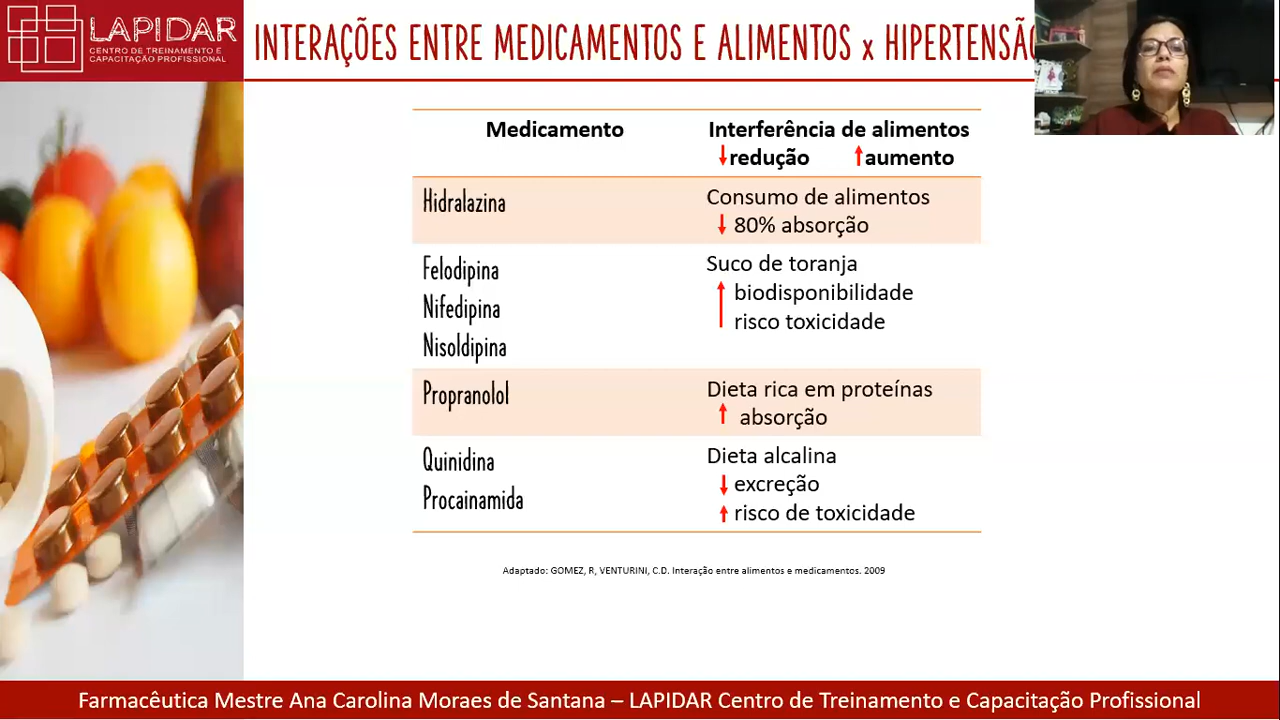 LAPIDAR
CENTRO DE TREINAMENTO E
CAPACITAÇÃO PROFISSIONAL
INTERAÇÕES ENTRE MEDICAMENTOS E ALIMENTOS x HIPERTENSÃO
Medicamento
Interferência de alimentos
↓redução ↑aumento
Hidralazina
Consumo de alimentos
↓ 80% absorção
Felodipina
Nifedipina
Nisoldipina
Suco de toranja
↑ biodisponibilidade
risco toxicidade
Propranolol
Dieta rica em proteínas
↑ absorção
Quinidina
Procainamida
Dieta alcalina
↓ excreção
↑ risco de toxicidade
Adaptado: GOMEZ, R, VENTURINI, C.D. Interação entre alimentos e medicamentos. 2009
Farmacêutica Mestre Ana Carolina Moraes de Santana – LAPIDAR Centro de Treinamento e Capacitação Profissional